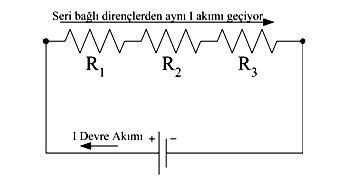 Seri bağlı dirençlerden aynı I akımı geçiyor
R1 R2 R3
I Devre Akımı + −